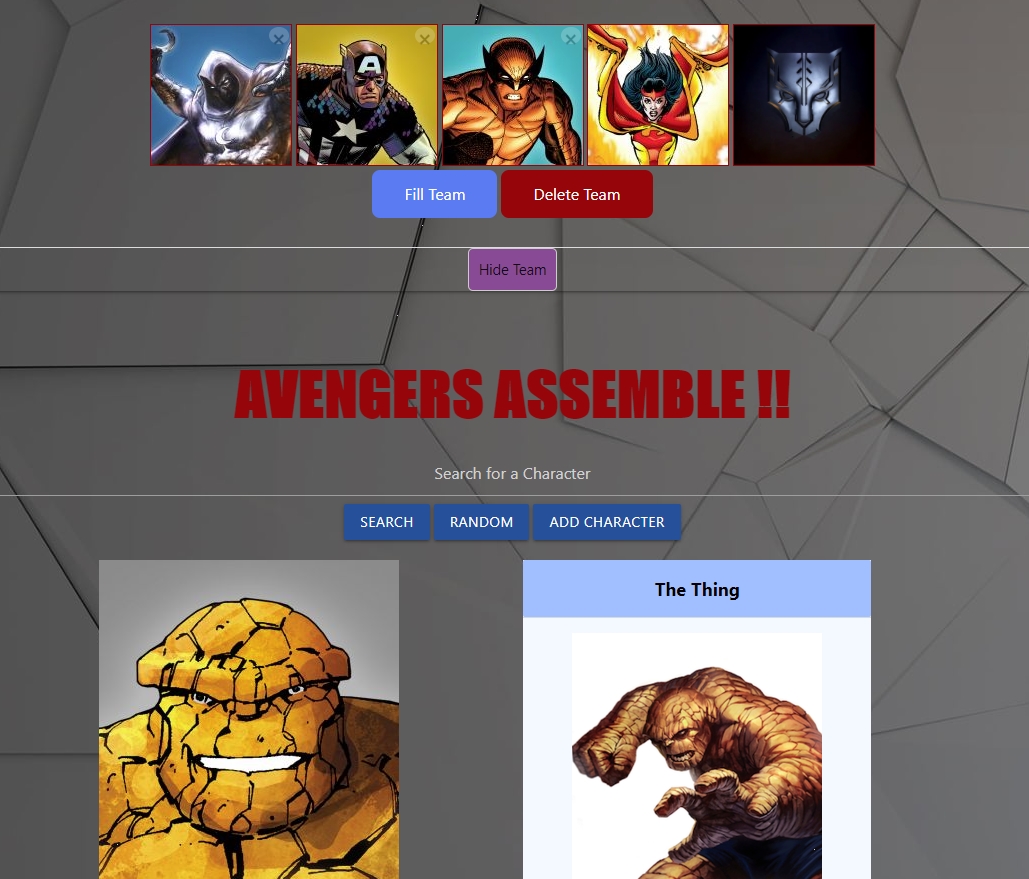 × × ×
A
Fill Team Delete Team
Hide Team
AVENGERS ASSEMBLE !!
Search for a Character
SEARCH RANDOM ADD CHARACTER
The Thing